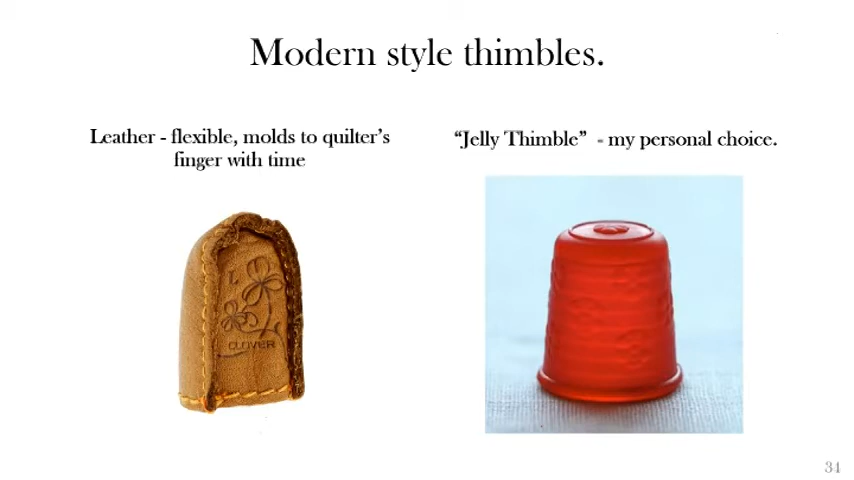 Modern style thimbles.
Leather - flexible, molds to quilter's
finger with time
“Jelly Thimble” - my personal choice.
L
CLOVER
34